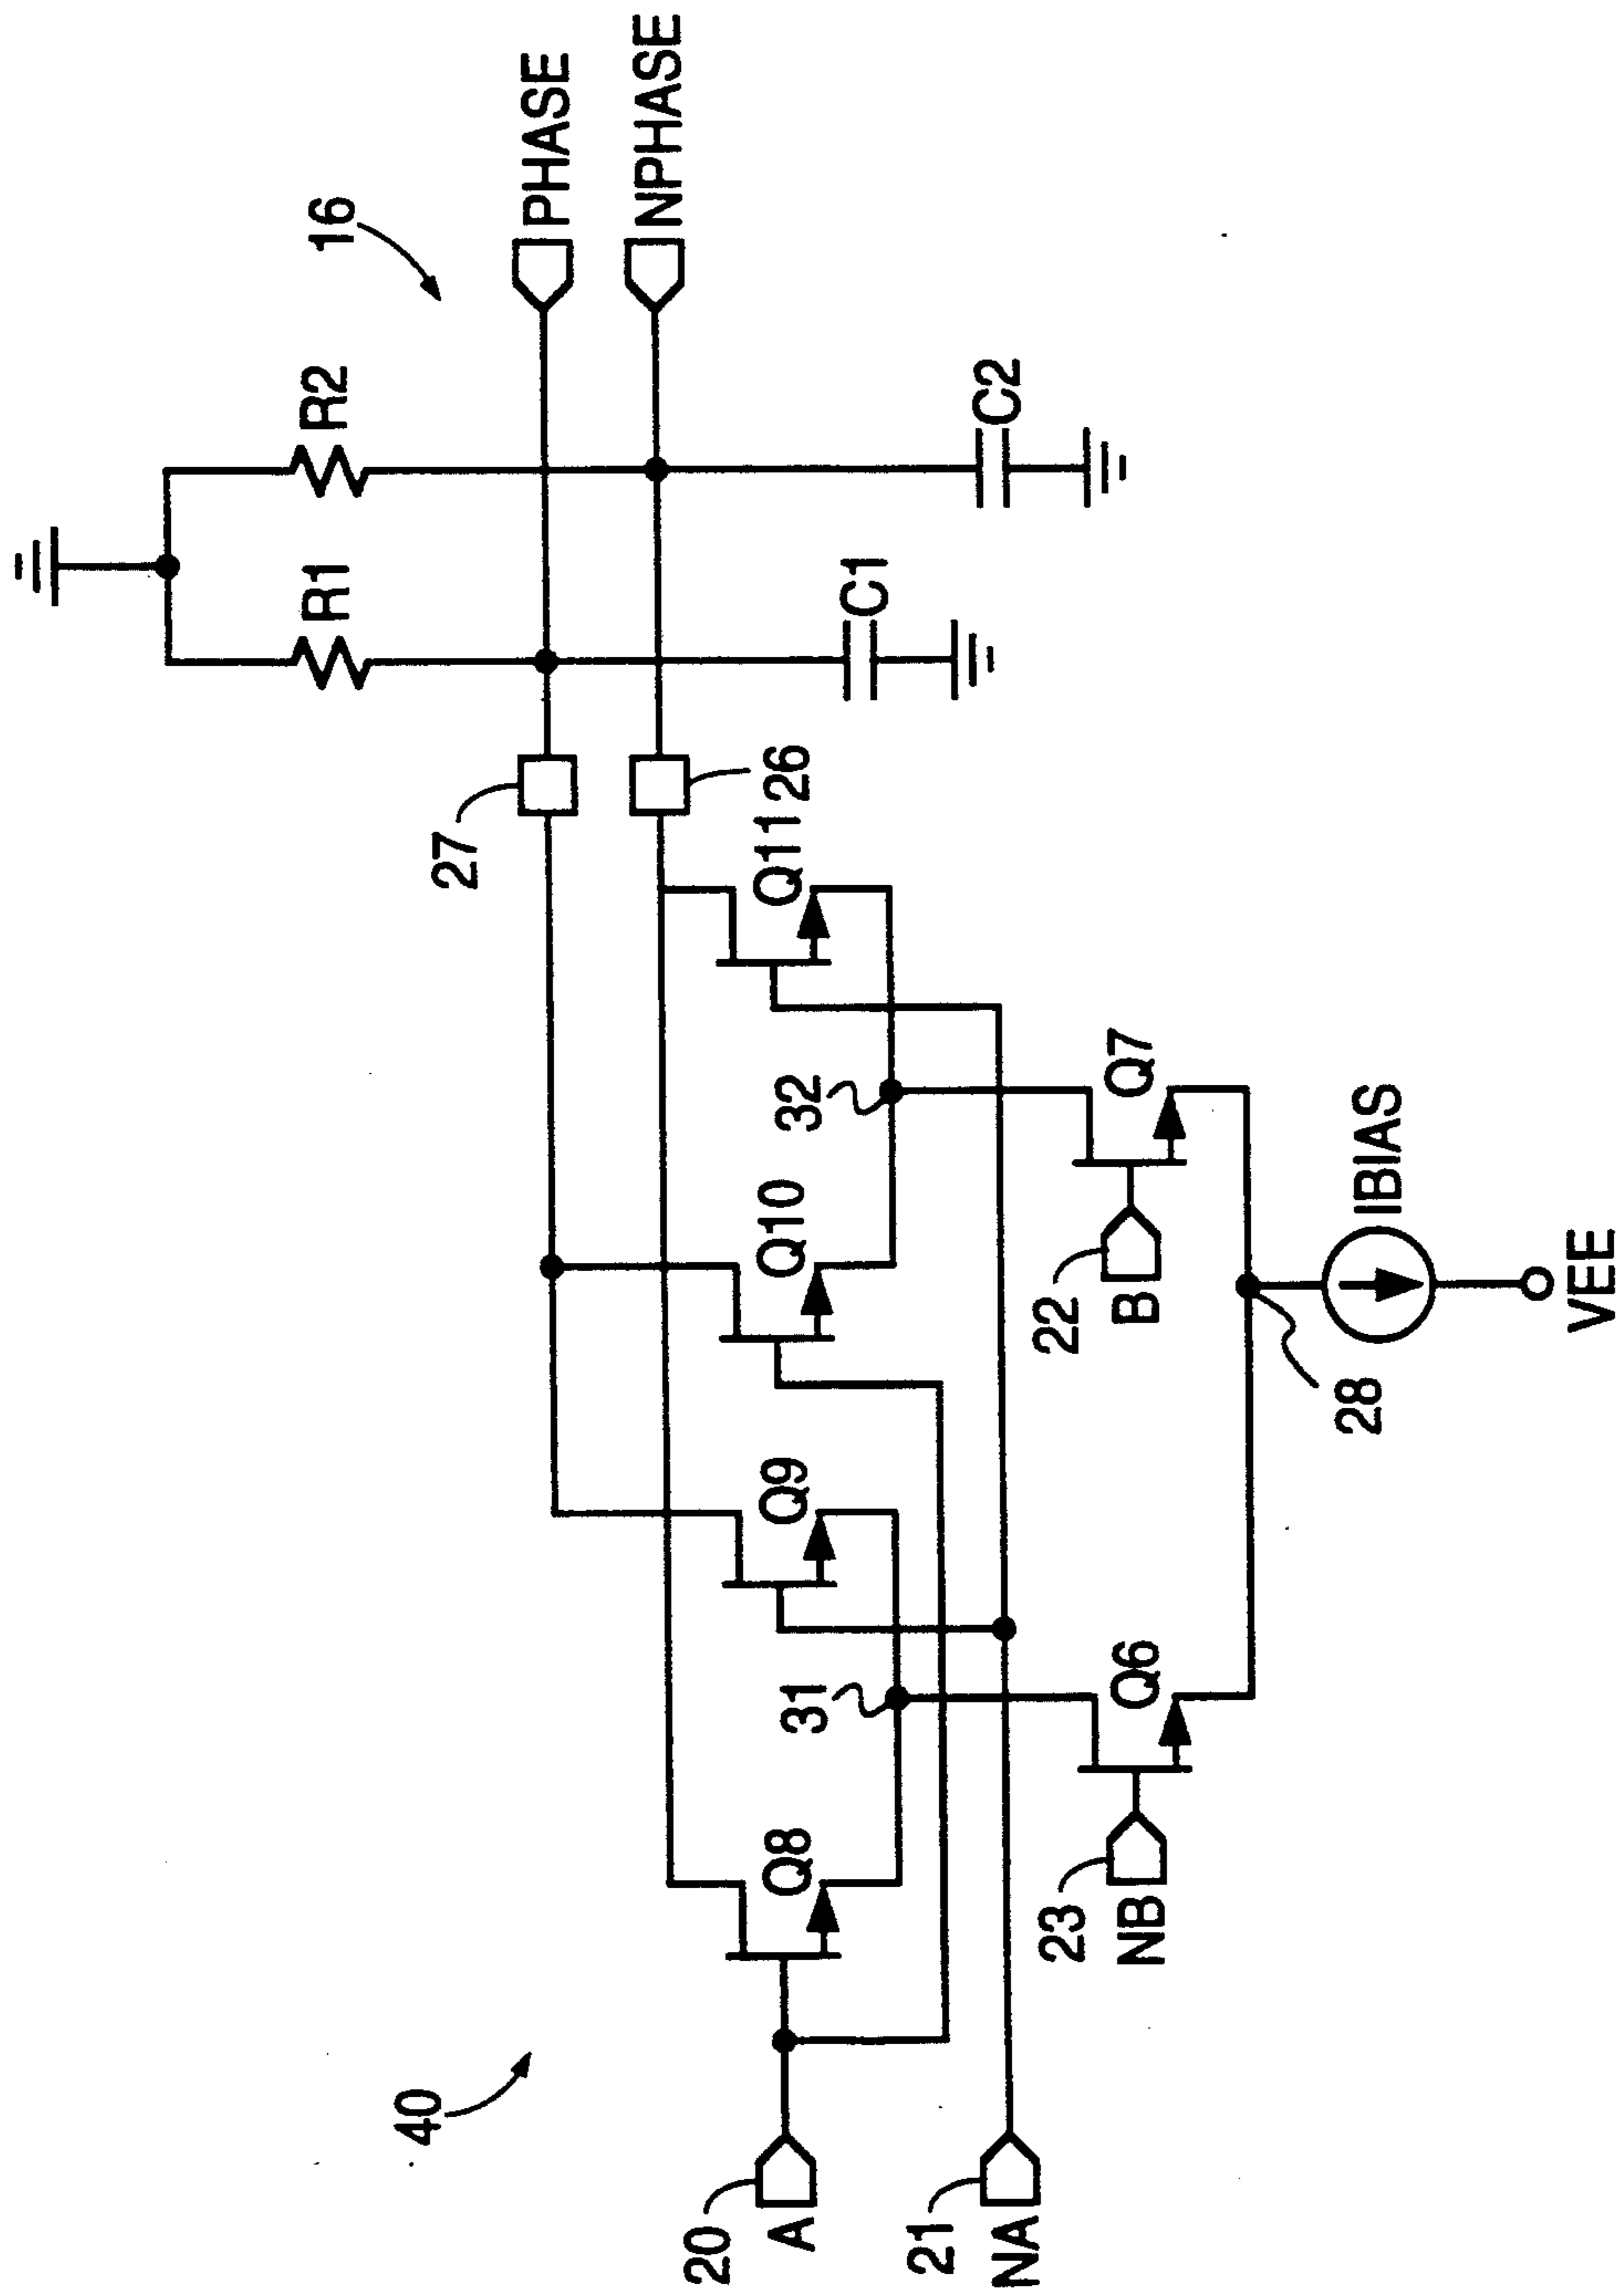 16
R1
R2
PHASE
NPHASE
27
26
C1
C2
40
Q8
Q9
Q10
Q11
20
A
31
32
21
NA
23
NB
Q6
22
B
Q7
28
IBIAS
VEE